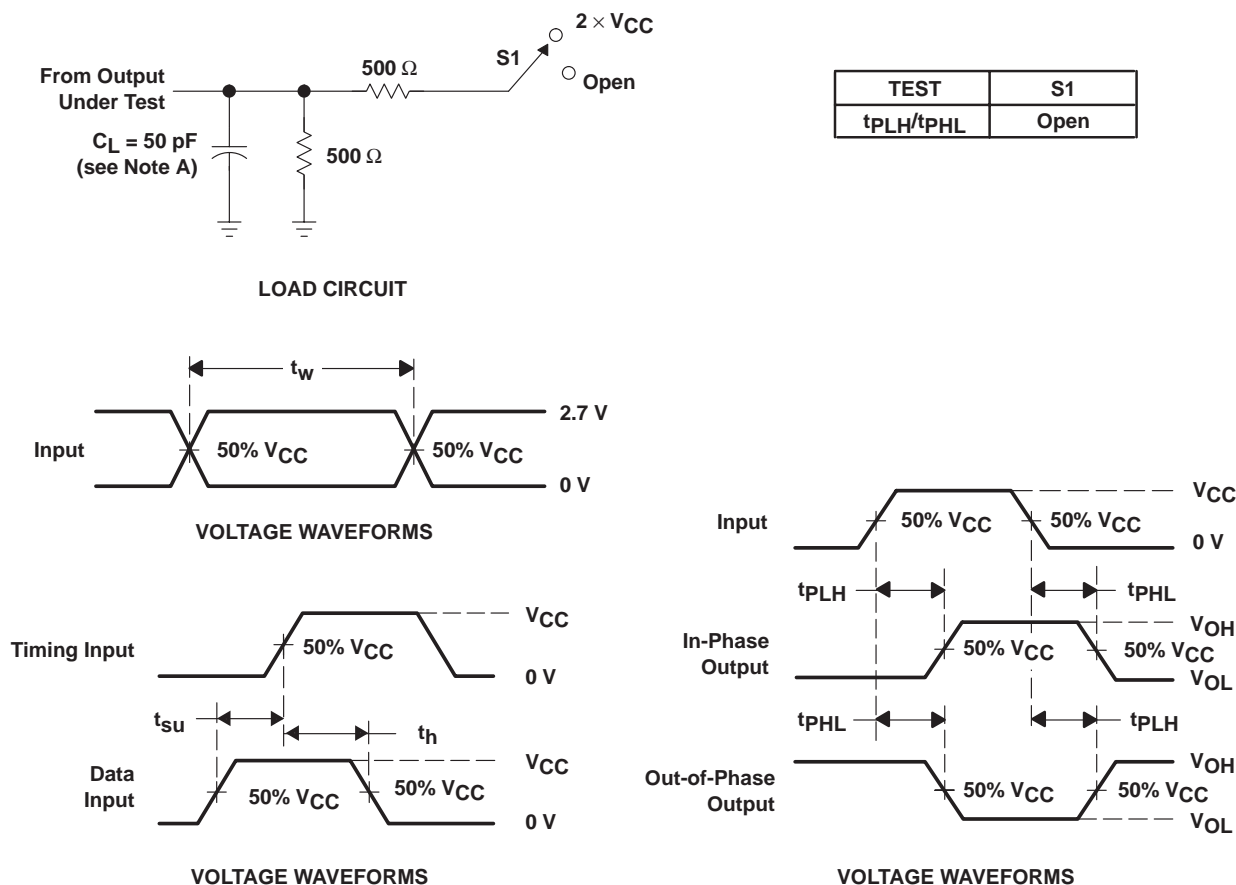 2 × VCC
S1
500 Ω
Open
From Output
Under Test
CL = 50 pF
(see Note A)
500 Ω
LOAD CIRCUIT
TEST S1
tPLH/tPHL Open
tw
2.7 V
Input
50% VCC
50% VCC
0 V
VOLTAGE WAVEFORMS
Timing Input
50% VCC
VCC
0 V
tsu
th
Data
Input
50% VCC
50% VCC
VCC
0 V
VOLTAGE WAVEFORMS
Input
50% VCC
50% VCC
VCC
0 V
tPLH
tPHL
In-Phase
Output
50% VCC
50% VCC
VOH
VOL
tPHL
tPLH
Out-of-Phase
Output
50% VCC
50% VCC
VOH
VOL
VOLTAGE WAVEFORMS